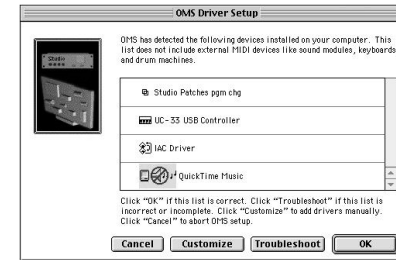 OMS Driver Setup
OMS has detected the following devices installed on your computer. This
list does not include external MIDI devices like sound modules, keyboards
and drum machines.
Studio
Studio Patches pgm chg
UC-33 USB Controller
IAC Driver
QuickTime Music
Click "OK" if this list is correct. Click "Troubleshoot" if this list is
incorrect or incomplete. Click "Customize" to add drivers manually.
Click "Cancel" to abort OMS setup.
Cancel
Customize
Troubleshoot
OK